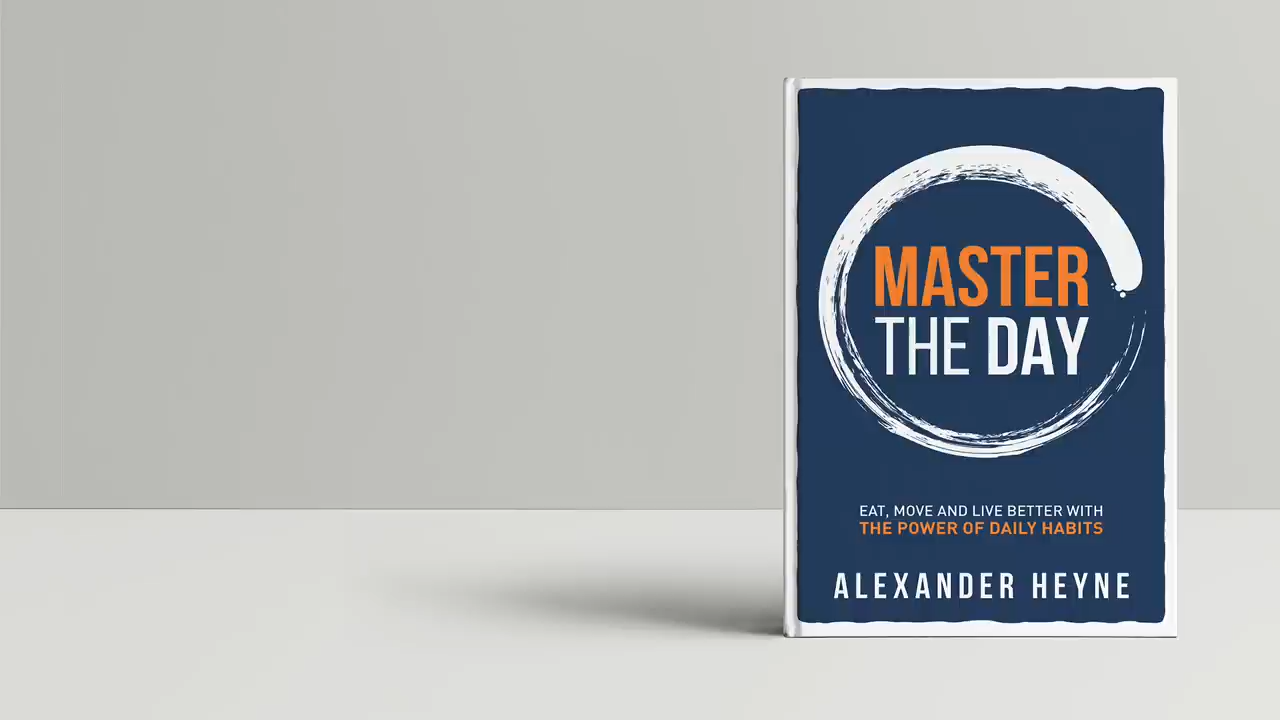 MASTER
THE DAY
EAT, MOVE AND LIVE BETTER WITH
THE POWER OF DAILY HABITS
ALEXANDER HEYNE